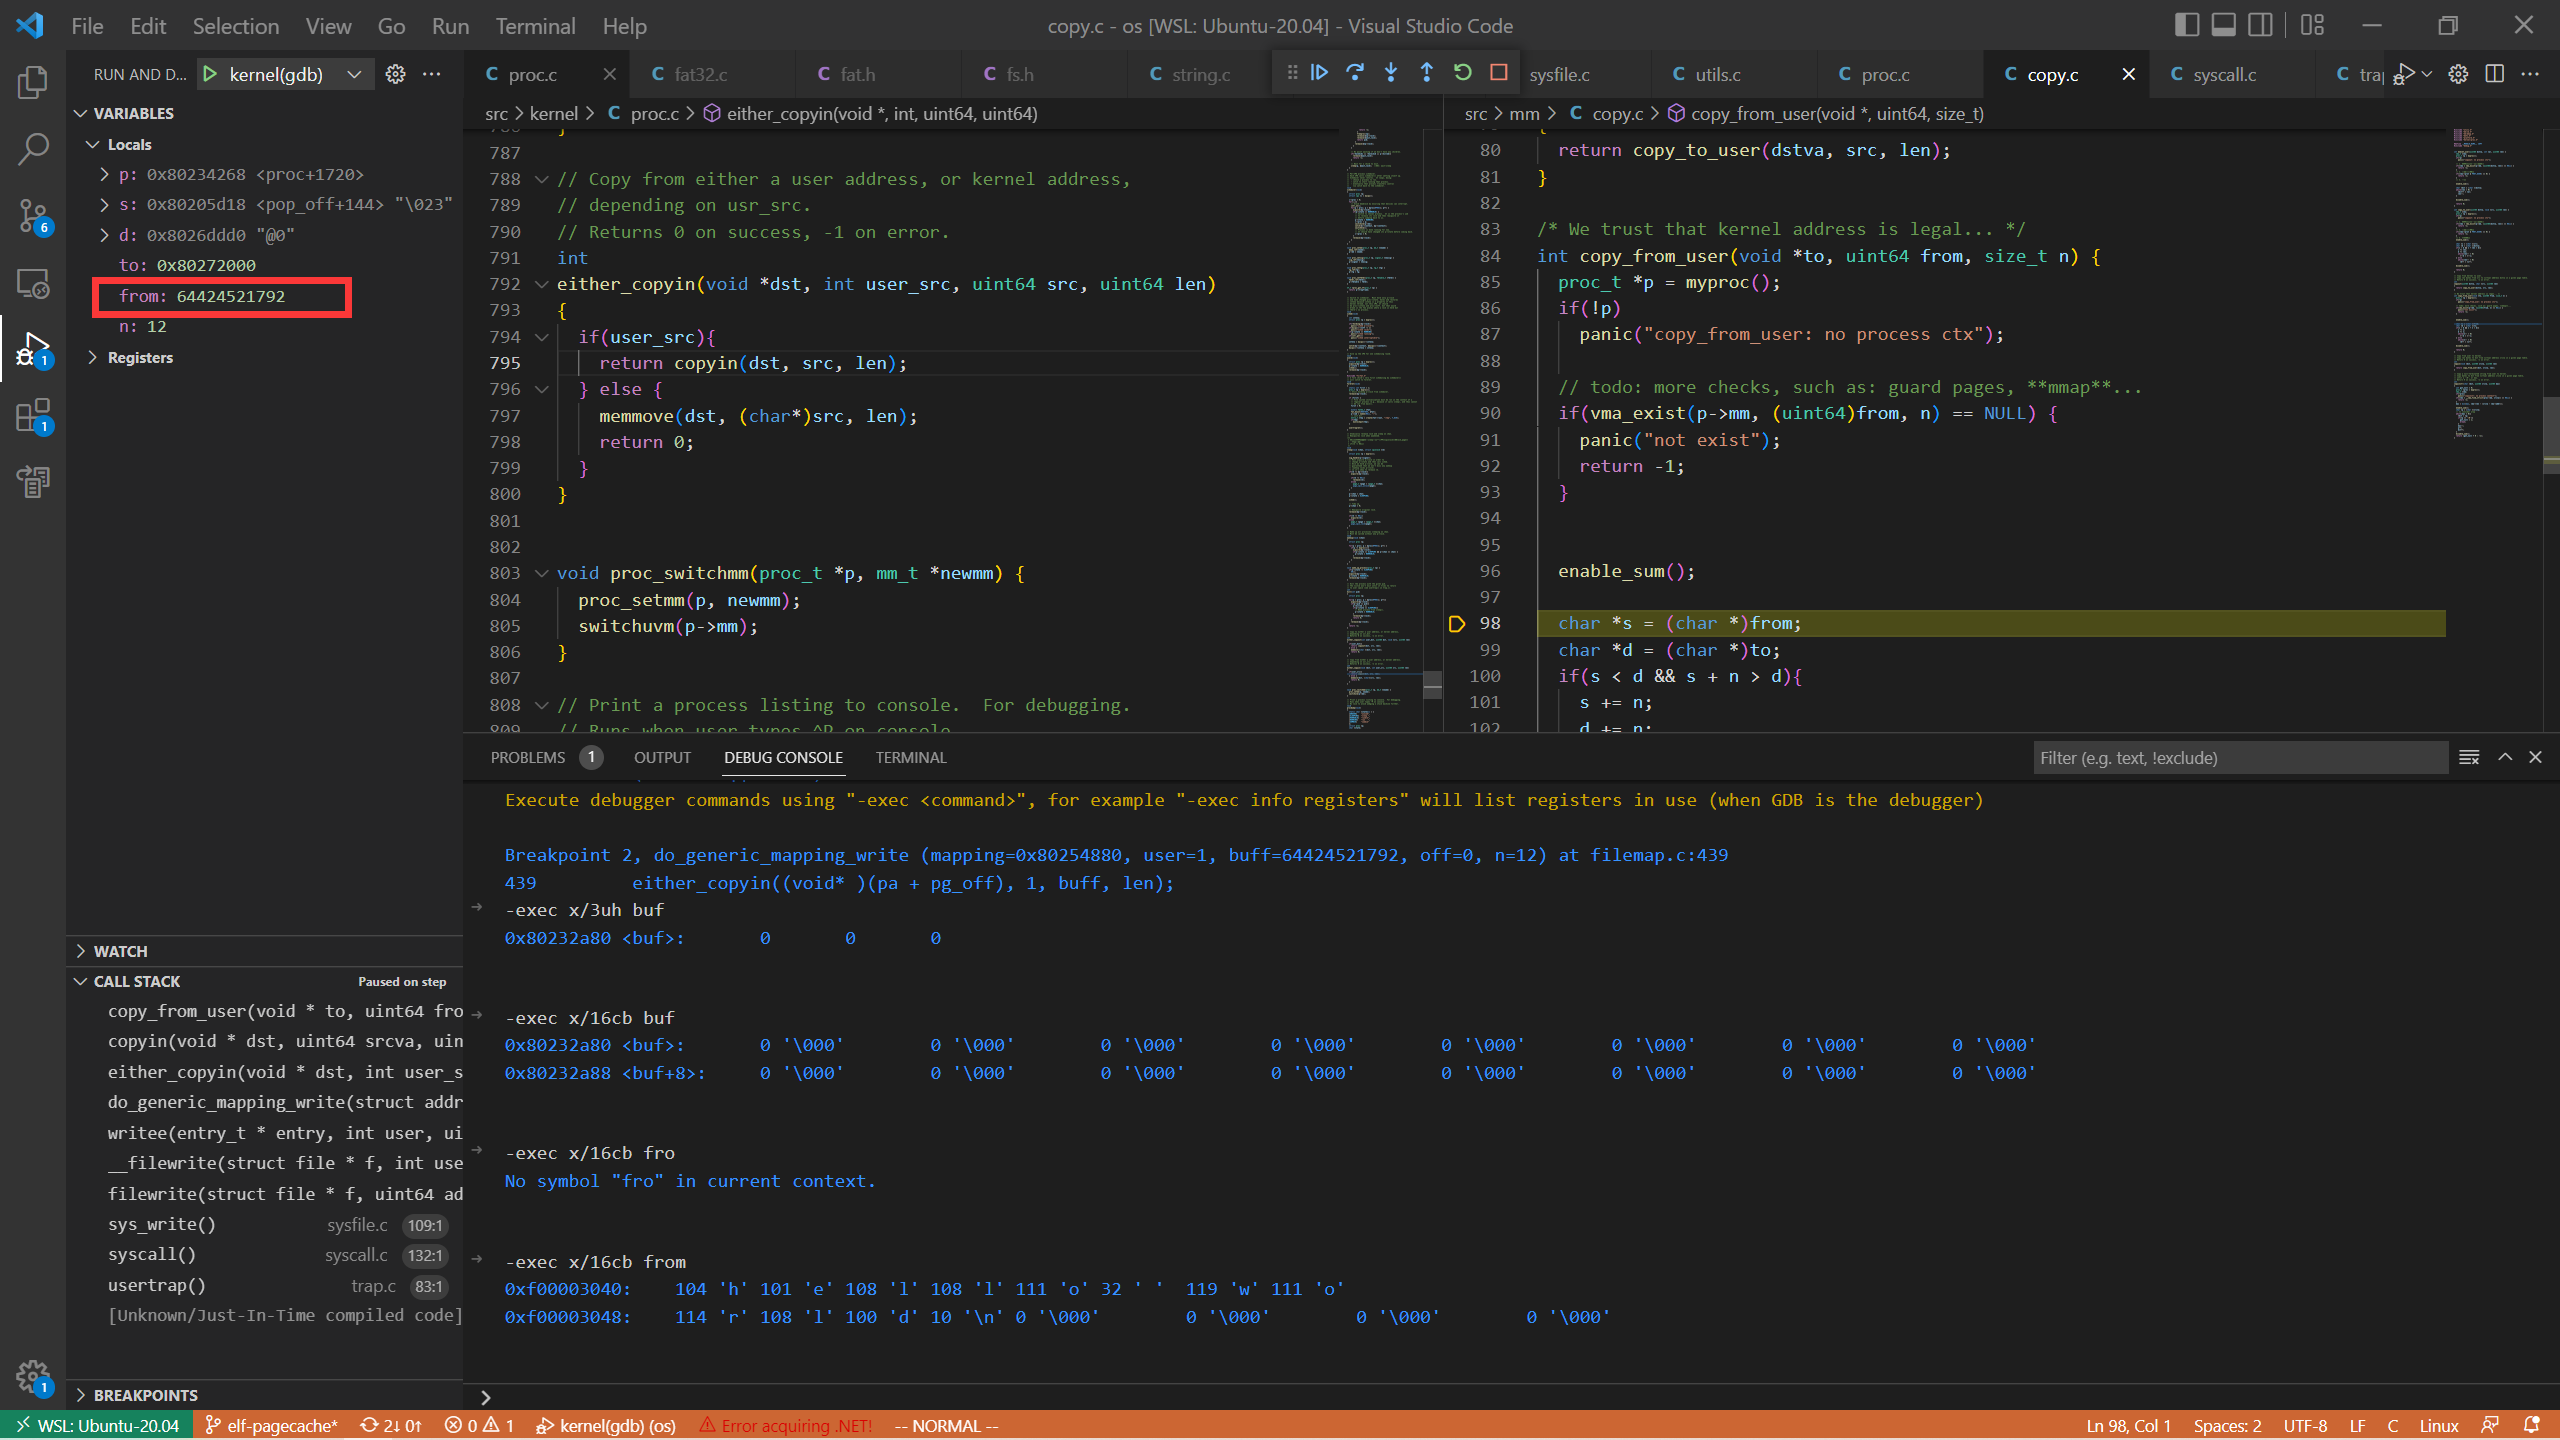 File Edit Selection View Go Run Terminal Help
copy.c - os [WSL: Ubuntu-20.04] - Visual Studio Code
RUN AND D... kernel(gdb)
proc.c fat32.c fat.h fs.h string.c sysfile.c utils.c proc.c copy.c syscall.c
VARIABLES
Locals
p: 0x80234268 <proc+1720>
s: 0x80205d18 <pop_off+144> "\023"
d: 0x8026ddd0 "@0"
to: 0x80272000
from: 64424521792
n: 12
Registers
WATCH
CALL STACK Paused on step
copy_from_user(void * to, uint64 fro
copyin(void * dst, uint64 srcva, uin
either_copyin(void * dst, int user_s
do_generic_mapping_write(struct addr
writee(entry_t * entry, int user, ui
__filewrite(struct file * f, int use
filewrite(struct file * f, uint64 ad
sys_write() sysfile.c 109:1
syscall() syscall.c 132:1
usertrap() trap.c 83:1
[Unknown/Just-In-Time compiled code]
BREAKPOINTS
6
1
1
1
src > kernel > C proc.c > either_copyin(void *, int, uint64, uint64)
787
788 // Copy from either a user address, or kernel address,
789 // depending on usr_src.
790 // Returns 0 on success, -1 on error.
791 int
792 either_copyin(void *dst, int user_src, uint64 src, uint64 len)
793 {
794 if(user_src){
795 return copyin(dst, src, len);
796 } else {
797 memmove(dst, (char*)src, len);
798 return 0;
799 }
800 }
801
802
803 void proc_switchmm(proc_t *p, mm_t *newmm) {
804 proc_setmm(p, newmm);
805 switchuvm(p->mm);
806 }
807
808 // Print a process listing to console.  For debugging.
809 // Runs when user types ^P on console
src > mm > C copy.c > copy_from_user(void *, uint64, size_t)
80 return copy_to_user(dstva, src, len);
81 }
82
83 /* We trust that kernel address is legal... */
84 int copy_from_user(void *to, uint64 from, size_t n) {
85 proc_t *p = myproc();
86 if(!p)
87 panic("copy_from_user: no process ctx");
88
89 // todo: more checks, such as: guard pages, **mmap**...
90 if(vma_exist(p->mm, (uint64)from, n) == NULL) {
91 panic("not exist");
92 return -1;
93 }
94
95
96 enable_sum();
97
98 char *s = (char *)from;
99 char *d = (char *)to;
100 if(s < d && s + n > d){
101 s += n;
102 d += n;
PROBLEMS 1 OUTPUT DEBUG CONSOLE TERMINAL
Filter (e.g. text, !exclude)
Execute debugger commands using "-exec <command>", for example "-exec info registers" will list registers in use (when GDB is the debugger)
Breakpoint 2, do_generic_mapping_write (mapping=0x80254880, user=1, buff=64424521792, off=0, n=12) at filemap.c:439
439 either_copyin((void* )(pa + pg_off), 1, buff, len);
-exec x/3uh buf
0x80232a80 <buf>: 0 0 0
-exec x/16cb buf
0x80232a80 <buf>: 0 '\000' 0 '\000' 0 '\000' 0 '\000' 0 '\000' 0 '\000' 0 '\000' 0 '\000'
0x80232a88 <buf+8>: 0 '\000' 0 '\000' 0 '\000' 0 '\000' 0 '\000' 0 '\000' 0 '\000' 0 '\000'
-exec x/16cb fro
No symbol "fro" in current context.
-exec x/16cb from
0xf00003040: 104 'h' 101 'e' 108 'l' 108 'l' 111 'o' 32 ' ' 119 'w' 111 'o'
0xf00003048: 114 'r' 108 'l' 100 'd' 10 '\n' 0 '\000' 0 '\000' 0 '\000' 0 '\000'
WSL: Ubuntu-20.04 elf-pagecache* 2↓ 0↑ 0 1 kernel(gdb) (os) Error acquiring .NET! -- NORMAL --
Ln 98, Col 1 Spaces: 2 UTF-8 LF C Linux